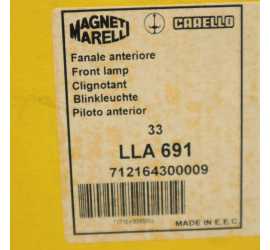 MAGNETI
MARELLI
CARELLO
Fanale anteriore
Front lamp
Clignotant
Blinkleuchte
Piloto anterior
33
LLA 691
712164300009
MADE IN E.E.C.